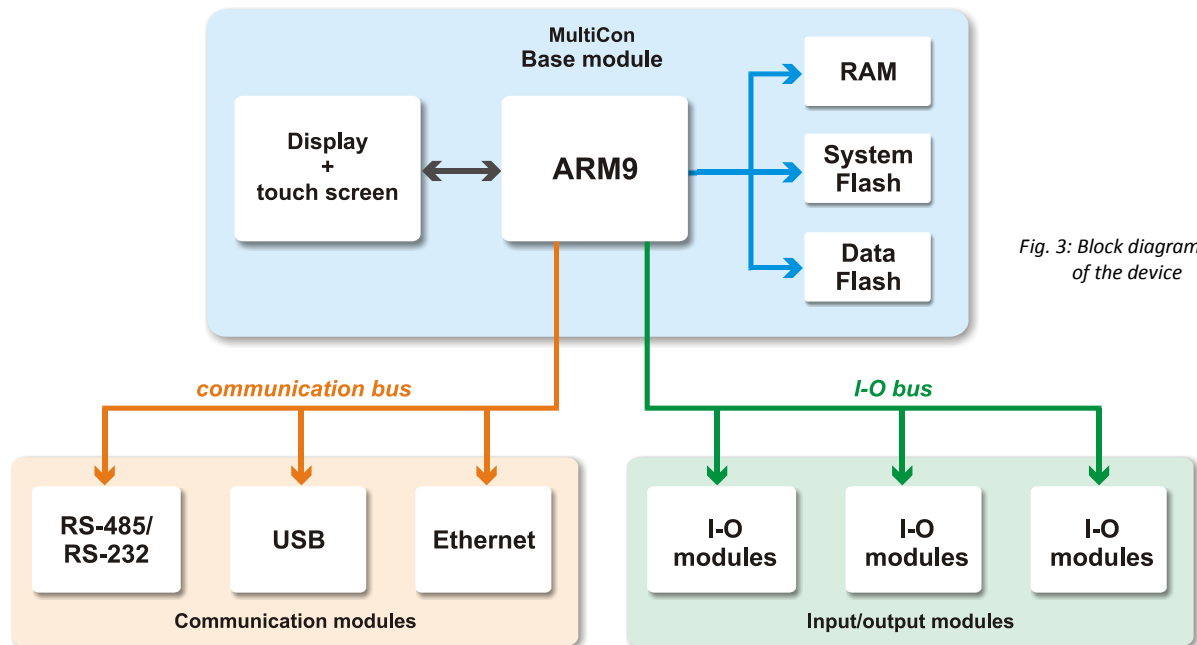 MultiCon
Base module
Display
+
touch screen
ARM9
RAM
System
Flash
Data
Flash
Fig. 3: Block diagram
of the device
communication bus
I-O bus
RS-485/
RS-232
USB
Ethernet
Communication modules
I-O
modules
I-O
modules
I-O
modules
Input/output modules